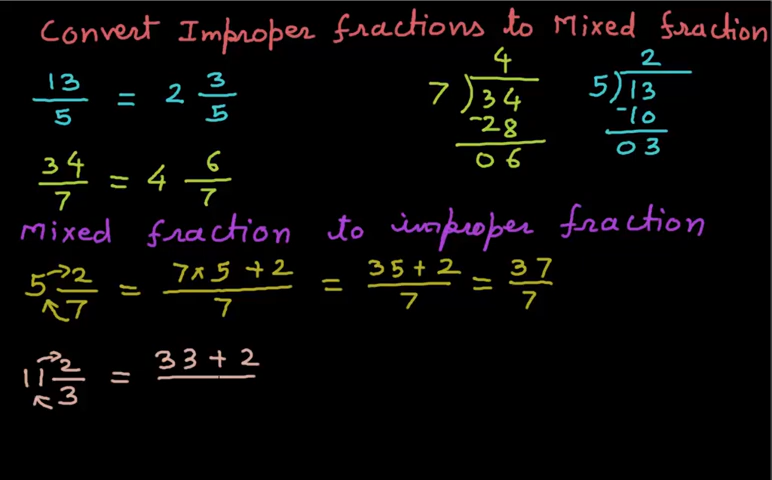 Convert Improper fractions to Mixed fraction
13/5 = 2 3/5
34/7 = 4 6/7
4
7)34
-28
06
2
5)13
-10
03
Mixed fraction to improper fraction
5 2/7 = 7×5+2/7 = 35+2/7 = 37/7
11 2/3 = 33+2